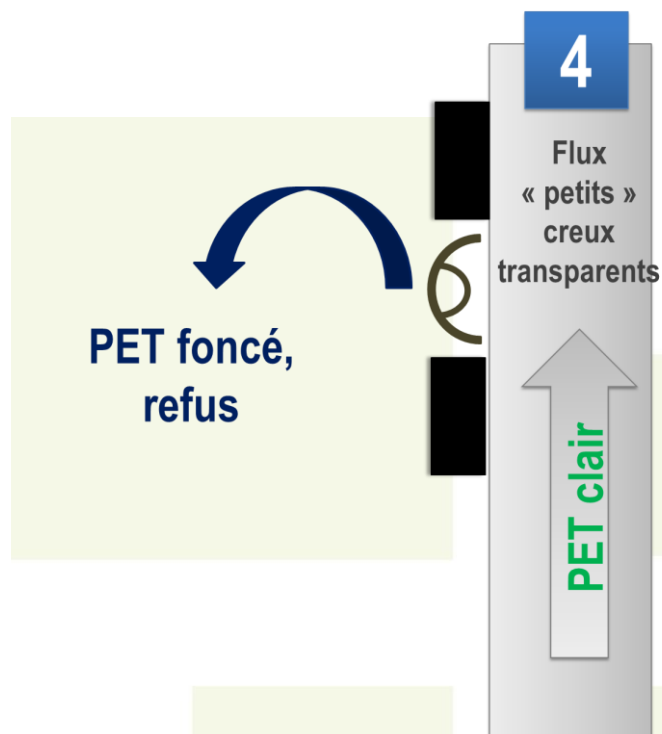 4
Flux
« petits »
creux
transparents
PET foncé,
refus
PET clair